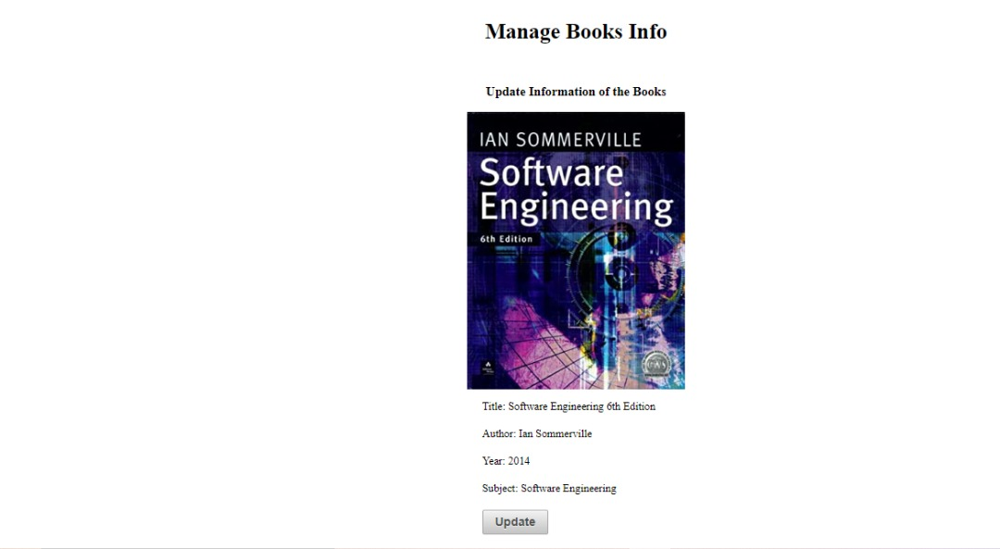 Manage Books Info
Update Information of the Books
IAN SOMMERVILLE
Software
Engineering
6th Edition
Title: Software Engineering 6th Edition
Author: Ian Sommerville
Year: 2014
Subject: Software Engineering
Update